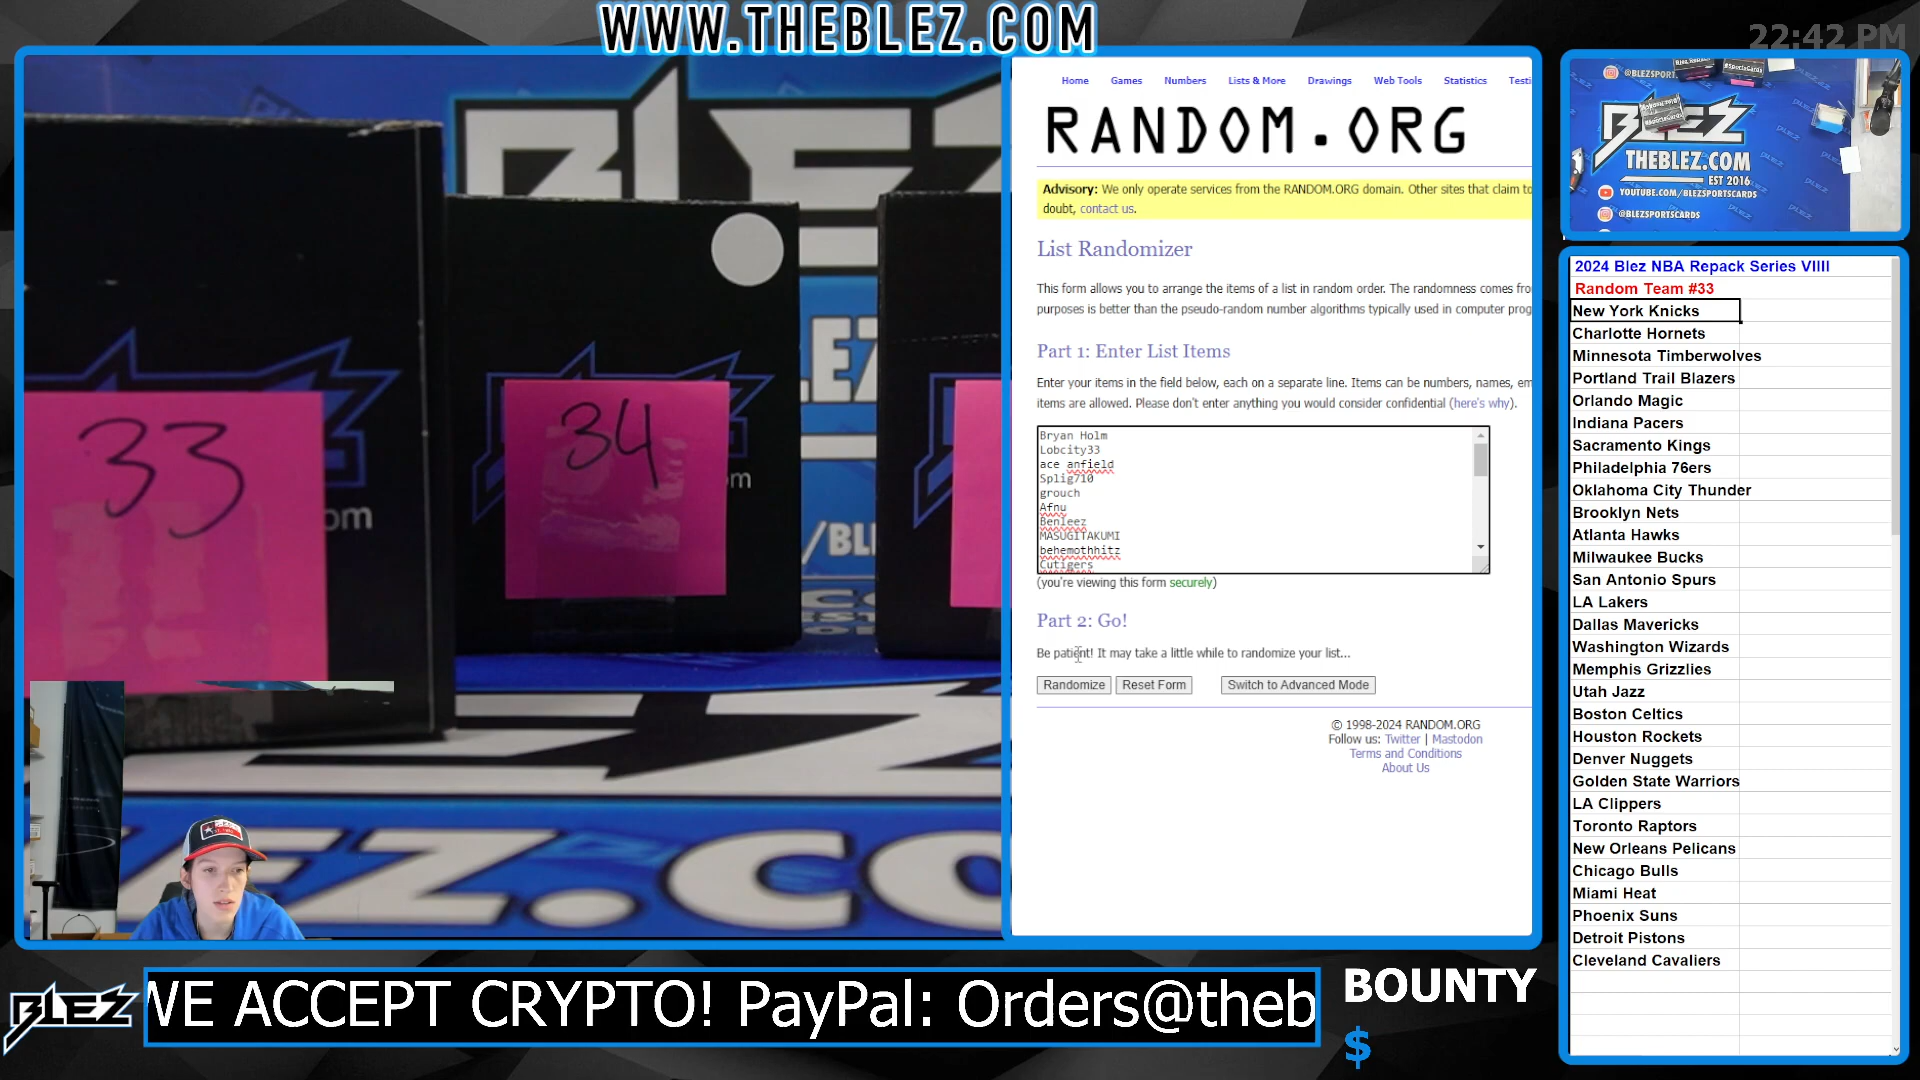 WWW.THEBLEZ.COM
22:42 PM
33
34
om
om
/BL
Home Games Numbers Lists & More Drawings Web Tools Statistics Testi
RANDOM.ORG
Advisory: We only operate services from the RANDOM.ORG domain. Other sites that claim to
doubt, contact us.
List Randomizer
This form allows you to arrange the items of a list in random order. The randomness comes fro
purposes is better than the pseudo-random number algorithms typically used in computer prog
Part 1: Enter List Items
Enter your items in the field below, each on a separate line. Items can be numbers, names, em
items are allowed. Please don't enter anything you would consider confidential (here's why).
Bryan Holm
Lobcity33
ace anfield
Splig710
grouch
Afnu
Benleez
MASUGITAKUMI
behemothhitz
Cutigers
(you're viewing this form securely)
Part 2: Go!
Be patient! It may take a little while to randomize your list...
Randomize Reset Form Switch to Advanced Mode
© 1998-2024 RANDOM.ORG
Follow us: Twitter | Mastodon
Terms and Conditions
About Us
@BLEZSPORT
BLEZ
THEBLEZ.COM
EST 2016
YOUTUBE.COM/BLEZSPORTSCARDS
@BLEZSPORTSCARDS
2024 Blez NBA Repack Series VIIII
Random Team #33
New York Knicks
Charlotte Hornets
Minnesota Timberwolves
Portland Trail Blazers
Orlando Magic
Indiana Pacers
Sacramento Kings
Philadelphia 76ers
Oklahoma City Thunder
Brooklyn Nets
Atlanta Hawks
Milwaukee Bucks
San Antonio Spurs
LA Lakers
Dallas Mavericks
Washington Wizards
Memphis Grizzlies
Utah Jazz
Boston Celtics
Houston Rockets
Denver Nuggets
Golden State Warriors
LA Clippers
Toronto Raptors
New Orleans Pelicans
Chicago Bulls
Miami Heat
Phoenix Suns
Detroit Pistons
Cleveland Cavaliers
BLEZ
WE ACCEPT CRYPTO! PayPal: Orders@theb
BOUNTY
$